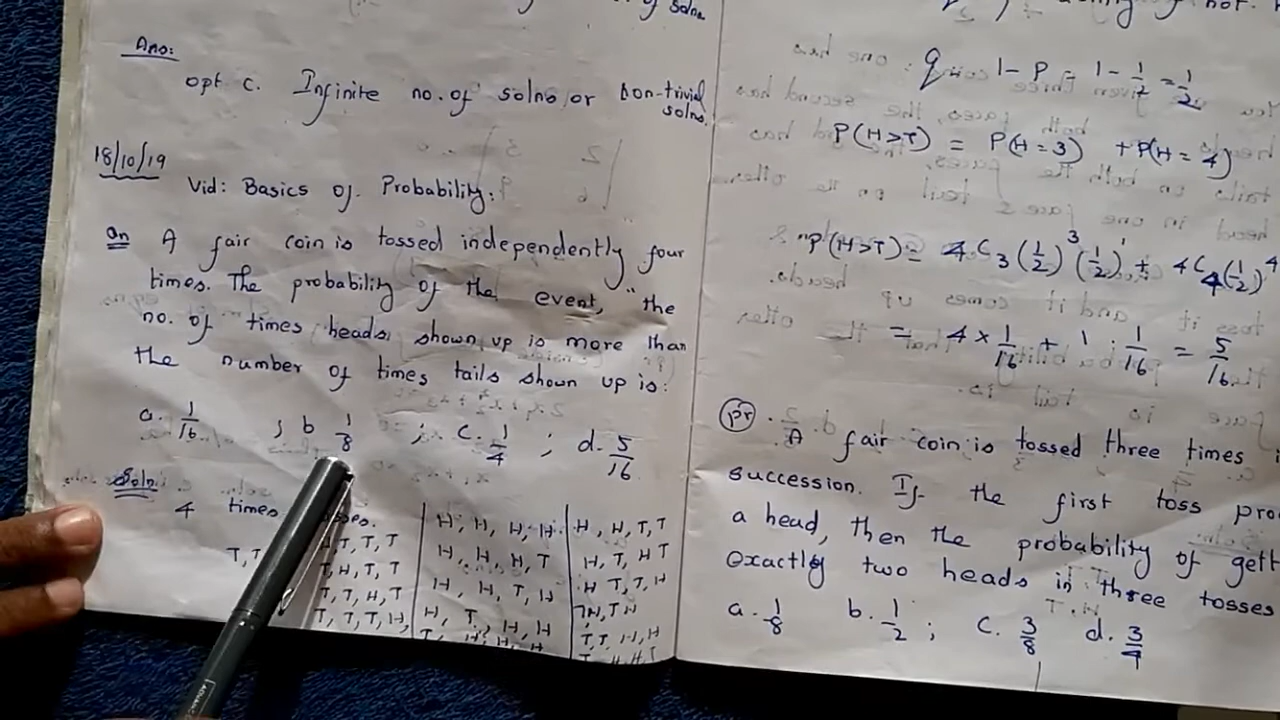 of soln.
Ans:
opt c. Infinite no. of solns or non-trivial
solns.
18/10/19
Vid: Basics of Probability:
Qn A fair coin is tossed independently four
times. The probability of the event, "the
no. of times heads shown up is more than
the number of times tails shown up is:
a. 1/16 ; b 1/8 ; c. 1/4 ; d. 5/16
Soln:
4 times
T, T, T
T, H, T, T
T, T, H, T
T, T, T, H,
H, H, H, H.
H, H, H, T
H, H, T, H
H, T, H, H
T, H, H, H
H, H, T, T
H, T, H T
H T, T, H
T H, T H
T T, H, H
not.
q = 1 - P = 1 - 1/2 = 1/2
P(H>T) = P(H = 3) + P(H = 4)
P(H>T) = 4C3 (1/2)^3 (1/2)^1 + 4C4 (1/2)^4
= 4 × 1/16 + 1 . 1/16 = 5/16
Pr. A fair coin is tossed three times
succession. If the first toss
a head, then the probability of
exactly two heads in three tosses
a. 1/8 b. 1/2 ; c. 3/8 d. 3/4